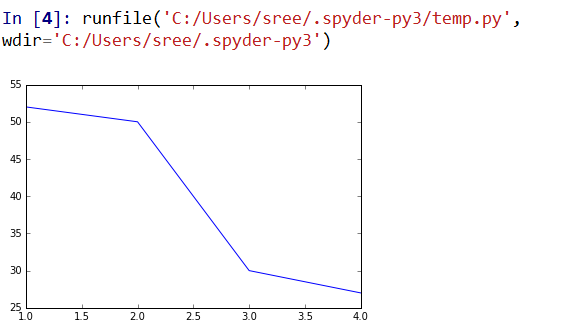 In [4]: runfile('C:/Users/sree/.spyder-py3/temp.py',
wdir='C:/Users/sree/.spyder-py3')
55
50
45
40
35
30
25
1.0 1.5 2.0 2.5 3.0 3.5 4.0